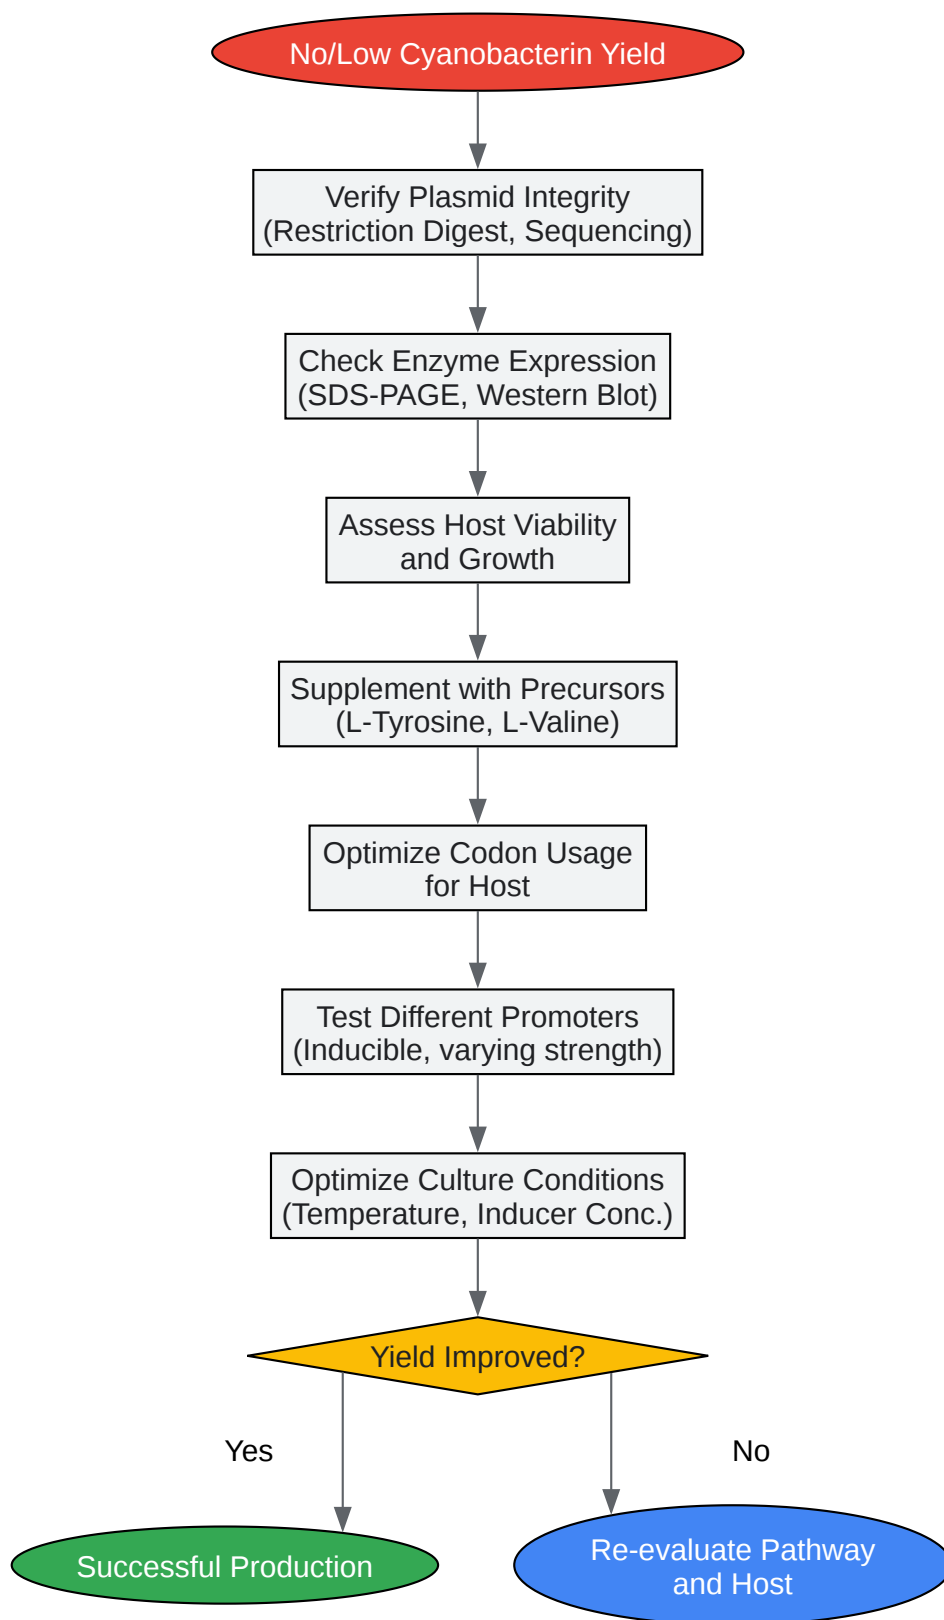 No/Low Cyanobacterin Yield
Verify Plasmid Integrity
(Restriction Digest, Sequencing)
Check Enzyme Expression
(SDS-PAGE, Western Blot)
Assess Host Viability
and Growth
Supplement with Precursors
(L-Tyrosine, L-Valine)
Optimize Codon Usage
for Host
Test Different Promoters
(Inducible, varying strength)
Optimize Culture Conditions
(Temperature, Inducer Conc.)
Yield Improved?
Yes
No
Successful Production
Re-evaluate Pathway
and Host